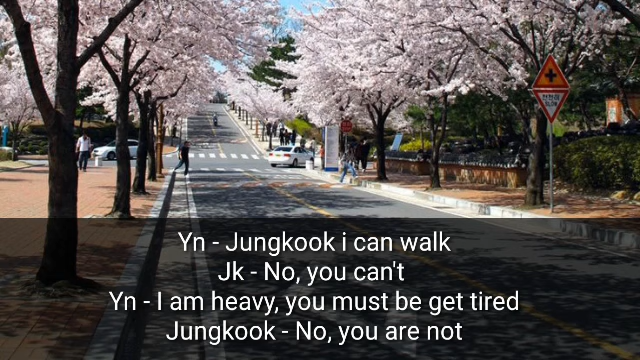 Yn - Jungkook i can walk
Jk - No, you can't
Yn - I am heavy, you must be get tired
Jungkook - No, you are not